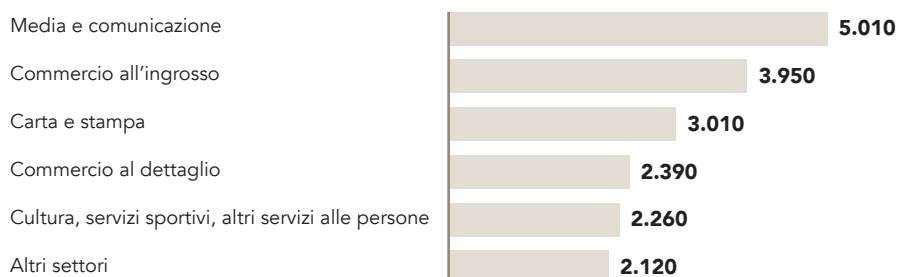 Media e comunicazione 5.010
Commercio all’ingrosso 3.950
Carta e stampa 3.010
Commercio al dettaglio 2.390
Cultura, servizi sportivi, altri servizi alle persone 2.260
Altri settori 2.120